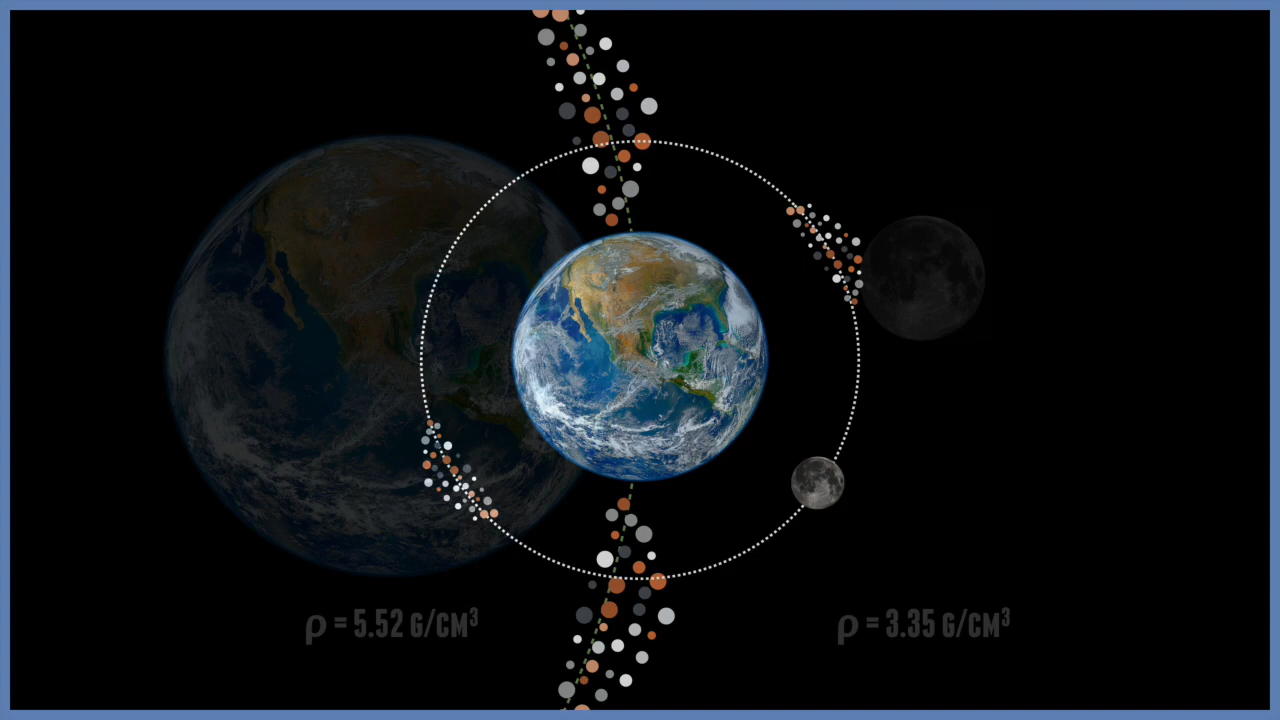 ρ = 5.52 G/CM³
ρ = 3.35 G/CM³